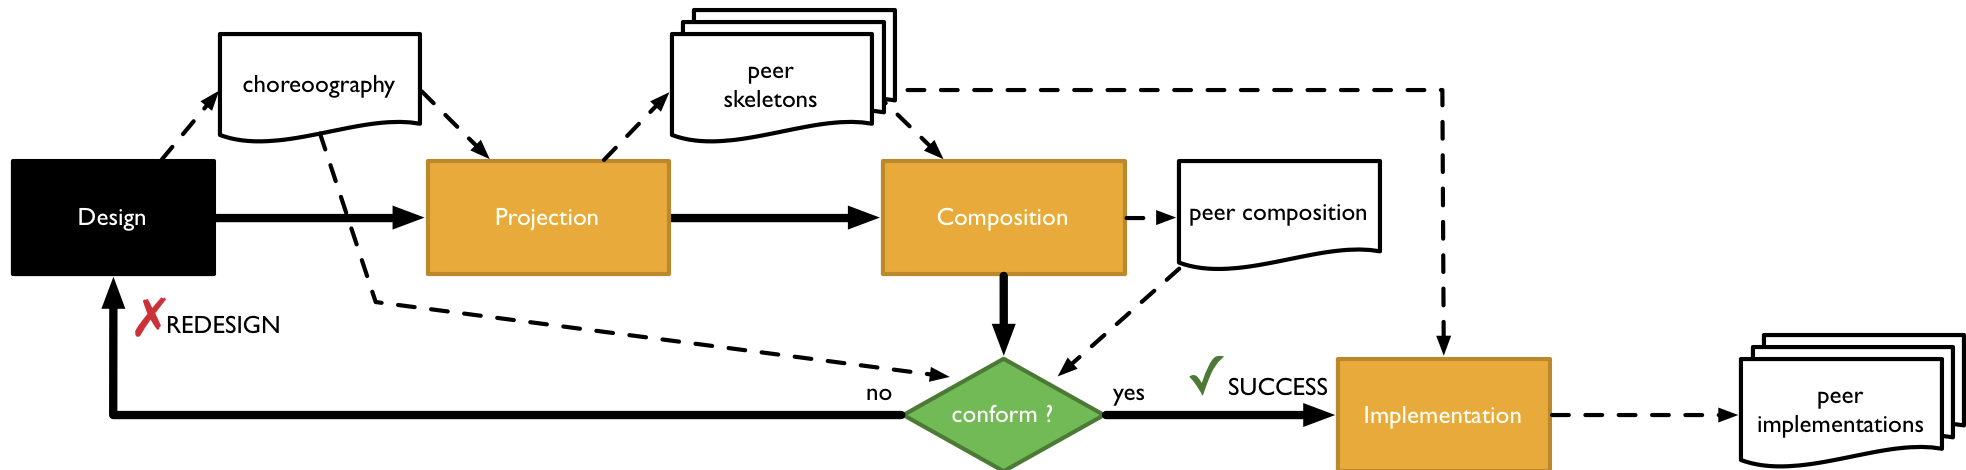 choreoography
peer
skeletons
Design
Projection
Composition
peer composition
✗REDESIGN
no
conform ?
yes
✓SUCCESS
Implementation
peer
implementations